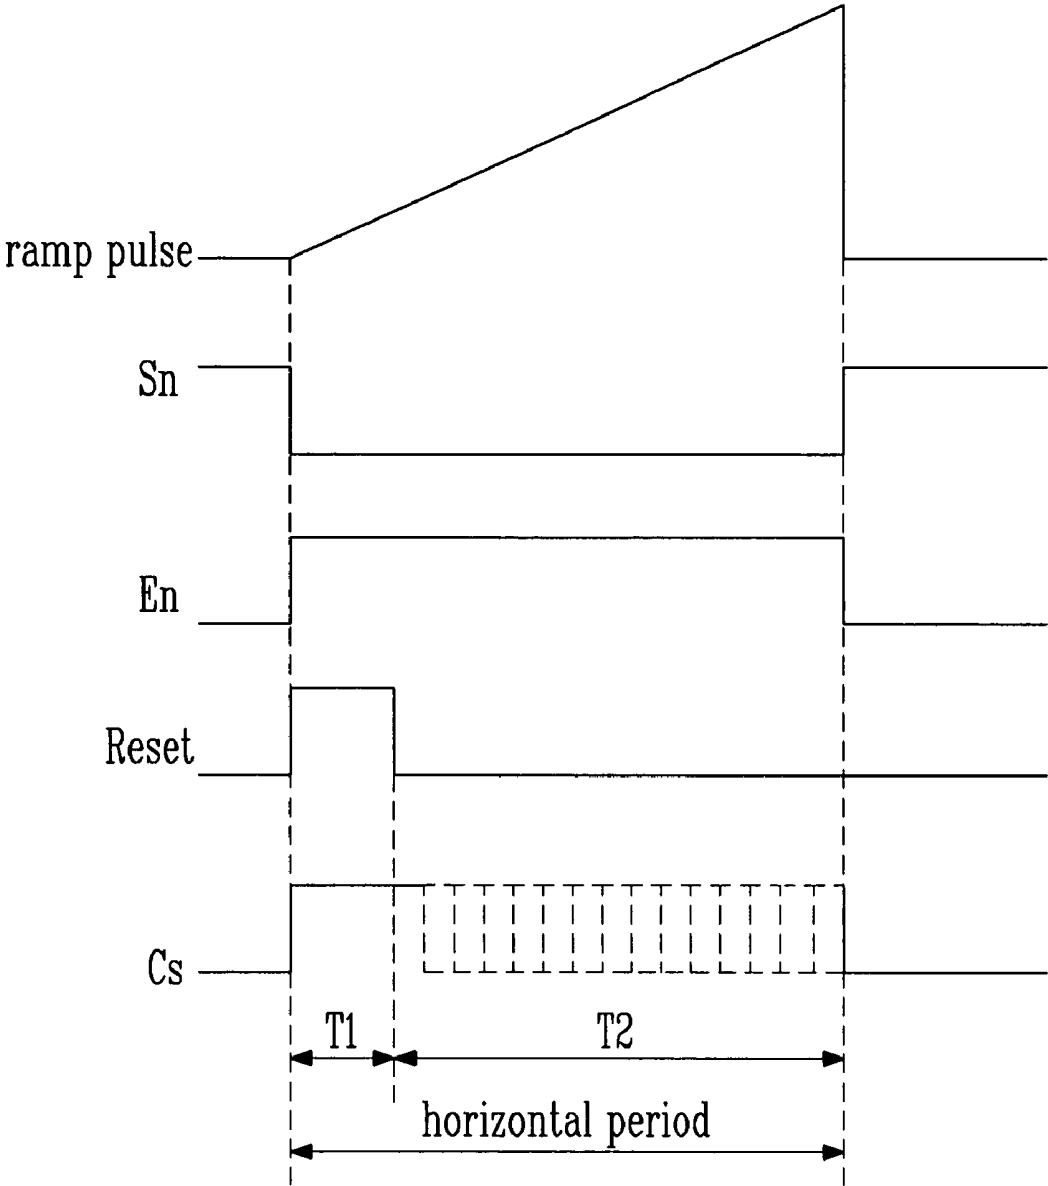 ramp pulse
Sn
En
Reset
Cs
T1 T2
horizontal period